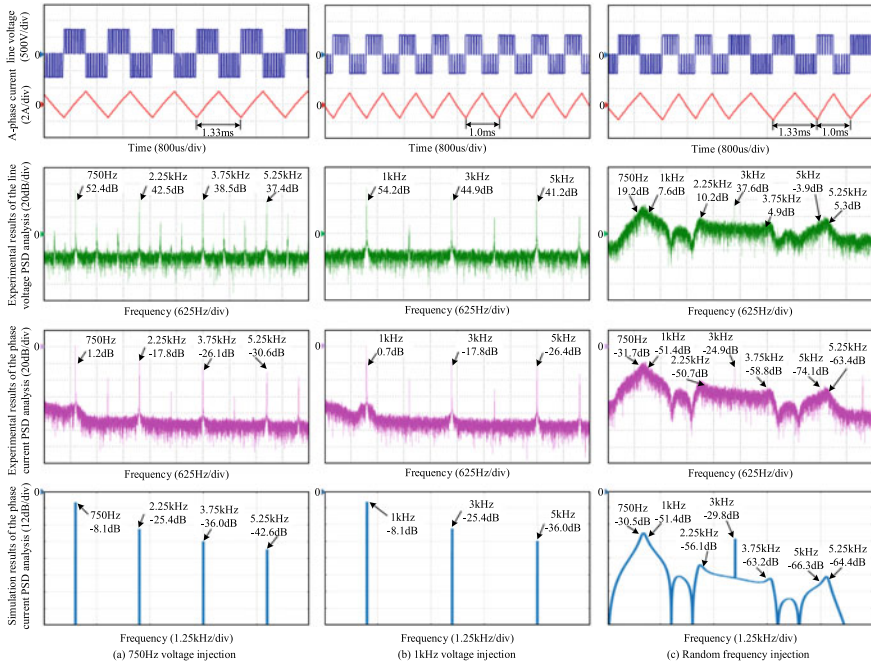 A-phase current line voltage
(2A/div) (500V/div)
0
0
1.33ms
Time (800us/div)
0
0
1.0ms
Time (800us/div)
0
0
1.33ms 1.0ms
Time (800us/div)
Experimental results of the line
voltage PSD analysis (20dB/div)
0
750Hz 2.25kHz 3.75kHz 5.25kHz
52.4dB 42.5dB 38.5dB 37.4dB
Frequency (625Hz/div)
0
1kHz 3kHz 5kHz
54.2dB 44.9dB 41.2dB
Frequency (625Hz/div)
0
750Hz 1kHz 3kHz 5kHz
19.2dB 7.6dB 2.25kHz 37.6dB -3.9dB 5.25kHz
10.2dB 3.75kHz 5.3dB
4.9dB
Frequency (625Hz/div)
Experimental results of the phase
current PSD analysis (20dB/div)
0
750Hz 2.25kHz 3.75kHz 5.25kHz
1.2dB -17.8dB -26.1dB -30.6dB
Frequency (625Hz/div)
0
1kHz 3kHz 5kHz
0.7dB -17.8dB -26.4dB
Frequency (625Hz/div)
0
750Hz 1kHz 3kHz 5.25kHz
-31.7dB -51.4dB -24.9dB 3.75kHz 5kHz -63.4dB
2.25kHz -58.8dB -74.1dB
-50.7dB
Frequency (625Hz/div)
Simulation results of the phase
current PSD analysis (12dB/div)
0
750Hz 2.25kHz 3.75kHz 5.25kHz
-8.1dB -25.4dB -36.0dB -42.6dB
Frequency (1.25kHz/div)
0
1kHz 3kHz 5kHz
-8.1dB -25.4dB -36.0dB
Frequency (1.25kHz/div)
0
750Hz 1kHz 3kHz
-30.5dB -51.4dB -29.8dB
2.25kHz 3.75kHz 5kHz 5.25kHz
-56.1dB -63.2dB -66.3dB -64.4dB
Frequency (1.25kHz/div)
(a) 750Hz voltage injection
(b) 1kHz voltage injection
(c) Random frequency injection